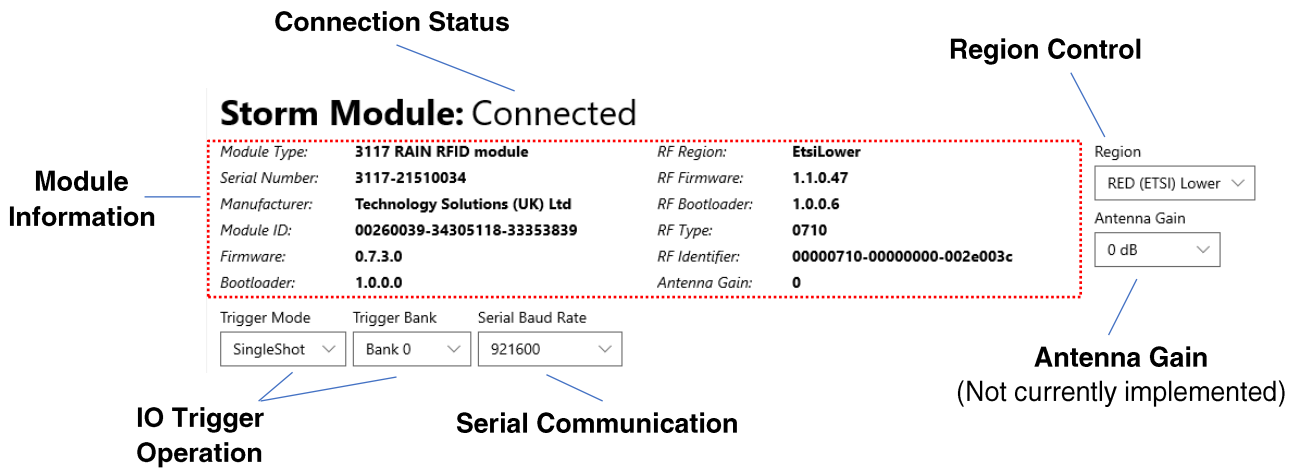 Connection Status
Region Control
Storm Module: Connected
Module Information
Module Type: 3117 RAIN RFID module RF Region: EtsiLower
Serial Number: 3117-21510034 RF Firmware: 1.1.0.47
Manufacturer: Technology Solutions (UK) Ltd RF Bootloader: 1.0.0.6
Module ID: 00260039-34305118-33353839 RF Type: 0710
Firmware: 0.7.3.0 RF Identifier: 00000710-00000000-002e003c
Bootloader: 1.0.0.0 Antenna Gain: 0
Region
RED (ETSI) Lower
Antenna Gain
0 dB
Trigger Mode Trigger Bank Serial Baud Rate
SingleShot Bank 0 921600
Antenna Gain
(Not currently implemented)
IO Trigger
Operation
Serial Communication